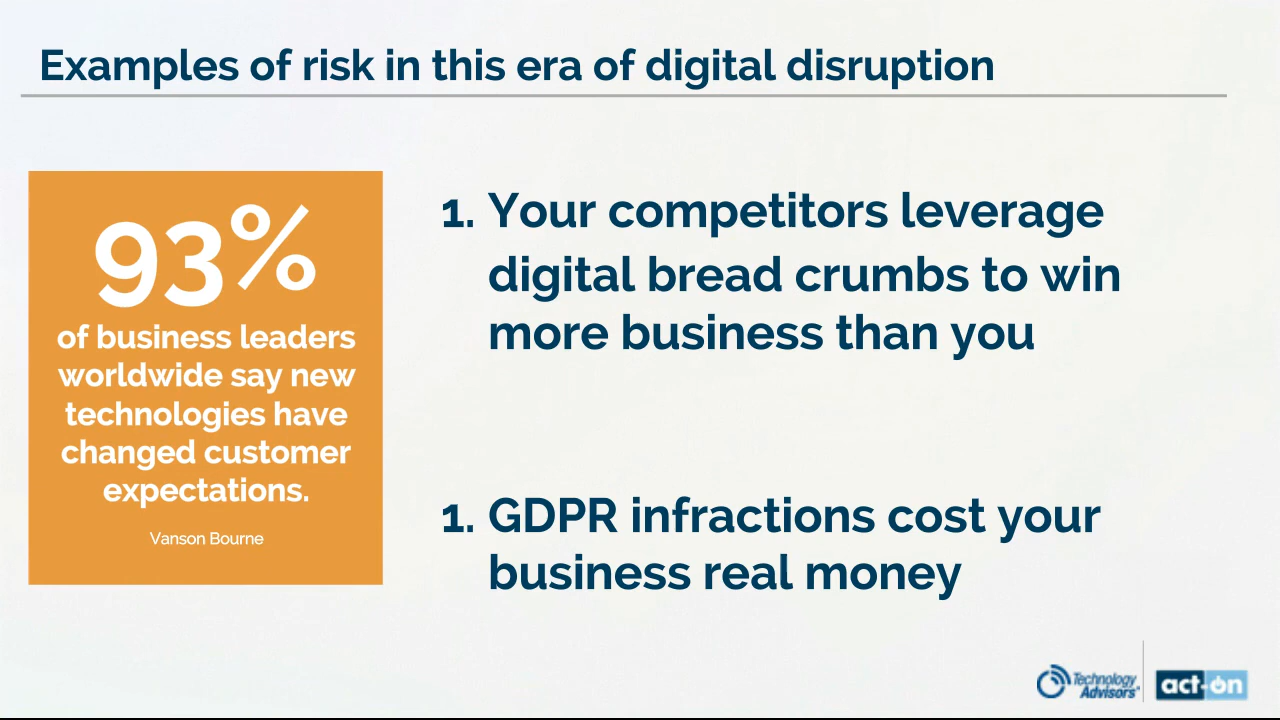 Examples of risk in this era of digital disruption
93%
of business leaders
worldwide say new
technologies have
changed customer
expectations.
Vanson Bourne
1. Your competitors leverage
digital bread crumbs to win
more business than you
1. GDPR infractions cost your
business real money
Technology
Advisors
act-on